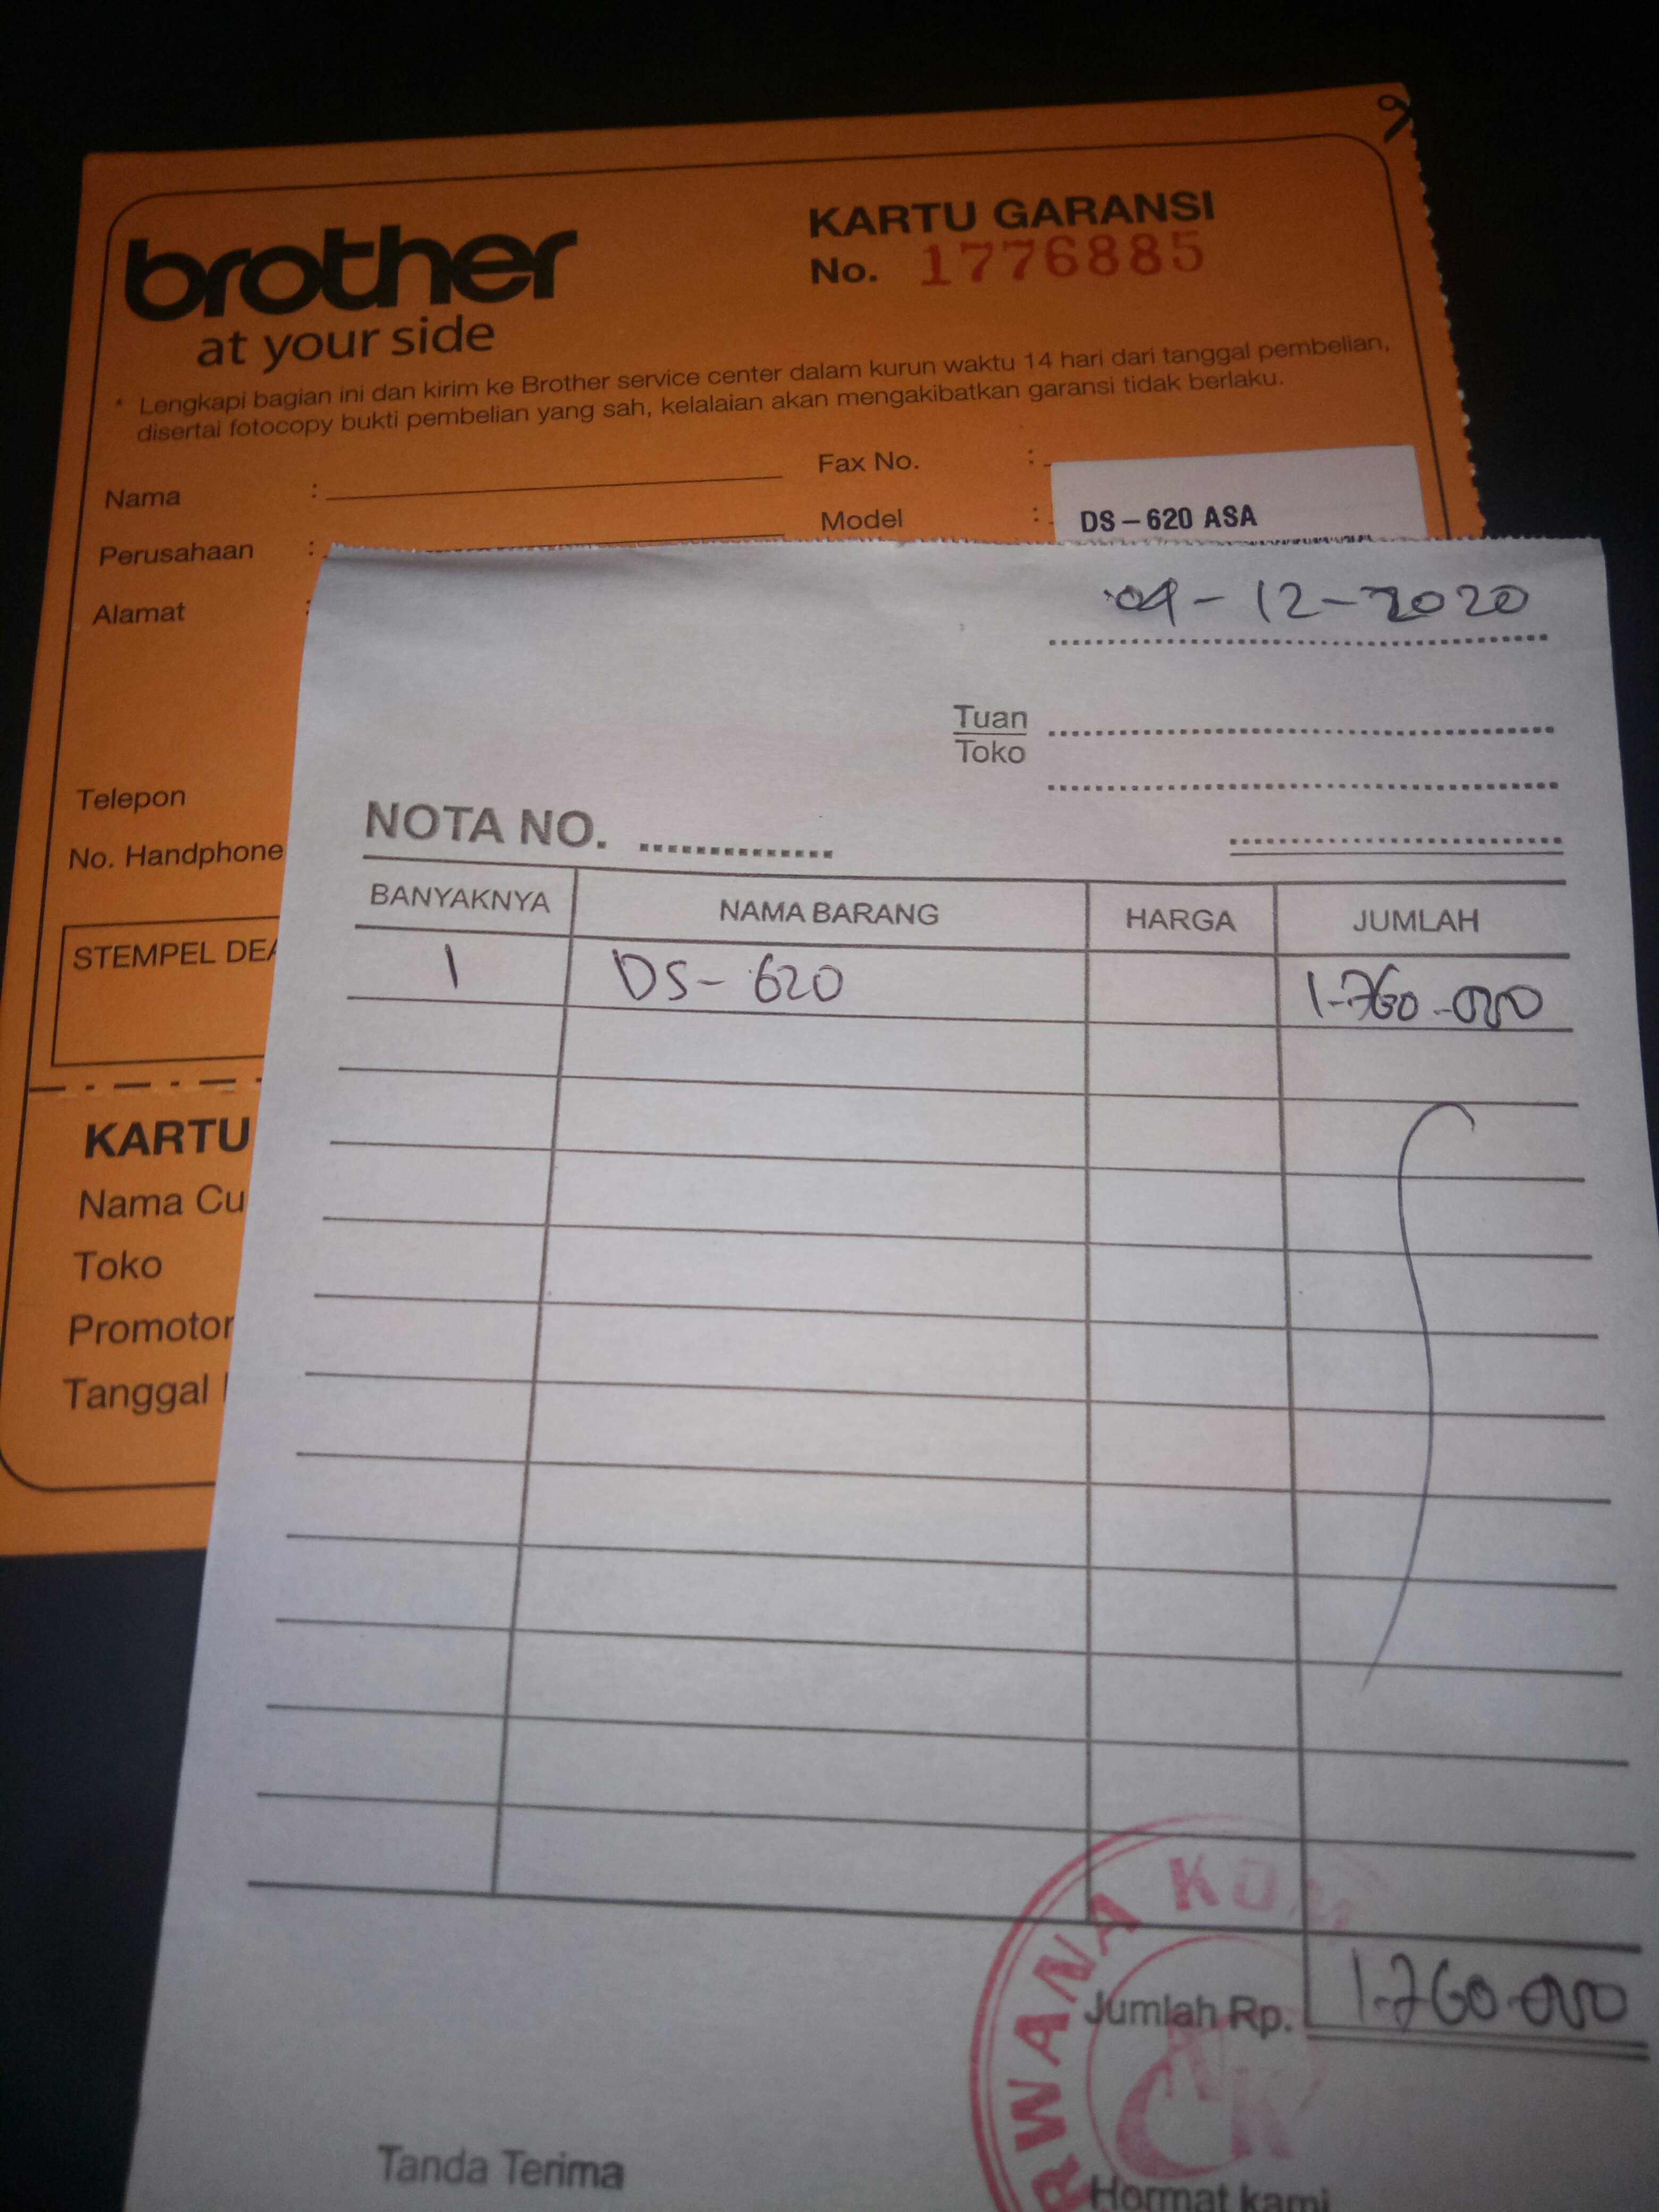 brother
at your side
KARTU GARANSI
No. 1776885
* Lengkapi bagian ini dan kirim ke Brother service center dalam kurun waktu 14 hari dari tanggal pembelian,
disertai fotocopy bukti pembelian yang sah, kelalaian akan mengakibatkan garansi tidak berlaku.
Nama :
Fax No. :
Perusahaan :
Model : DS-620 ASA
Alamat :
Telepon
No. Handphone
STEMPEL DEA
KARTU
Nama Cu
Toko
Promotor
Tanggal
09-12-2020
Tuan
Toko
NOTA NO.
BANYAKNYA NAMA BARANG HARGA JUMLAH
1 DS-620 1.760.000
Jumlah Rp. 1.760.000
RWANA KOM
Tanda Terima
Hormat kami